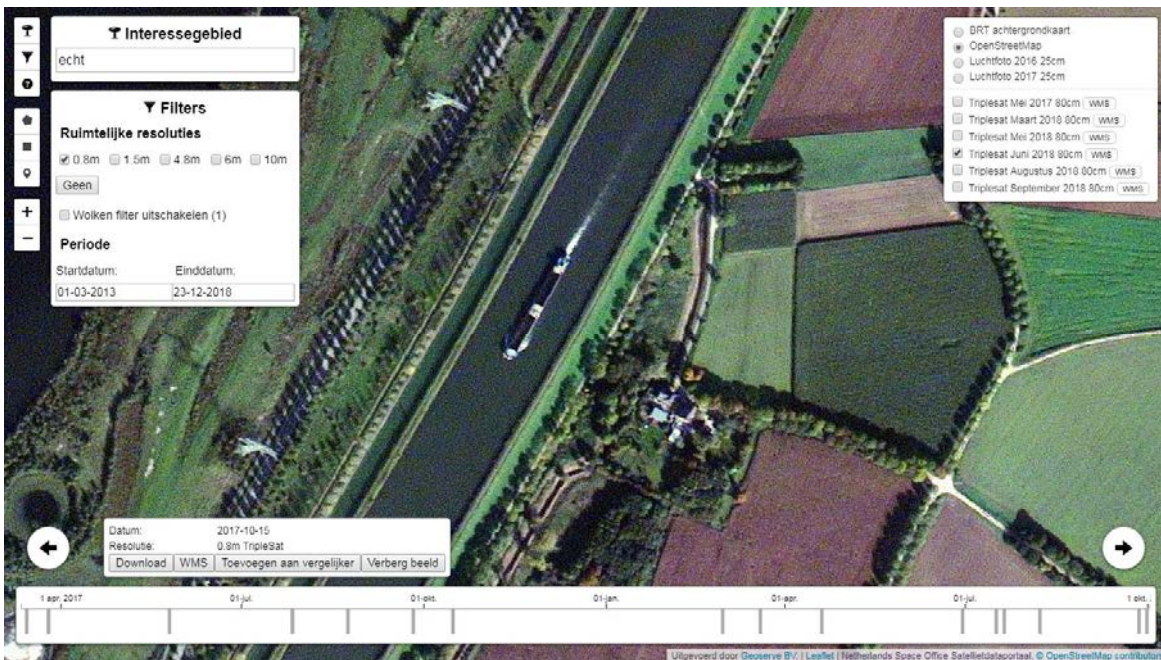 Interessegebied
echt
Filters
Ruimtelijke resoluties
0.8m 1.5m 4.8m 6m 10m
Geen
Wolken filter uitschakelen (1)
Periode
Startdatum: Einddatum:
01-03-2013 23-12-2018
BRT achtergrondkaart
OpenStreetMap
Luchtfoto 2016 25cm
Luchtfoto 2017 25cm
Triplesat Mei 2017 80cm WMS
Triplesat Maart 2018 80cm WMS
Triplesat Mei 2018 80cm WMS
Triplesat Juni 2018 80cm WMS
Triplesat Augustus 2018 80cm WMS
Triplesat September 2018 80cm WMS
Datum: 2017-10-15
Resolutie: 0.8m TripleSat
Download WMS Toevoegen aan vergelijker Verberg beeld
1 apr. 2017 01-jul. 01-okt. 01-jan. 01-apr. 01-jul. 1 okt.
Uitgevoerd door Geoserve BV. | Leaflet | Netherlands Space Office Satellietdataportaal, © OpenStreetMap contributors